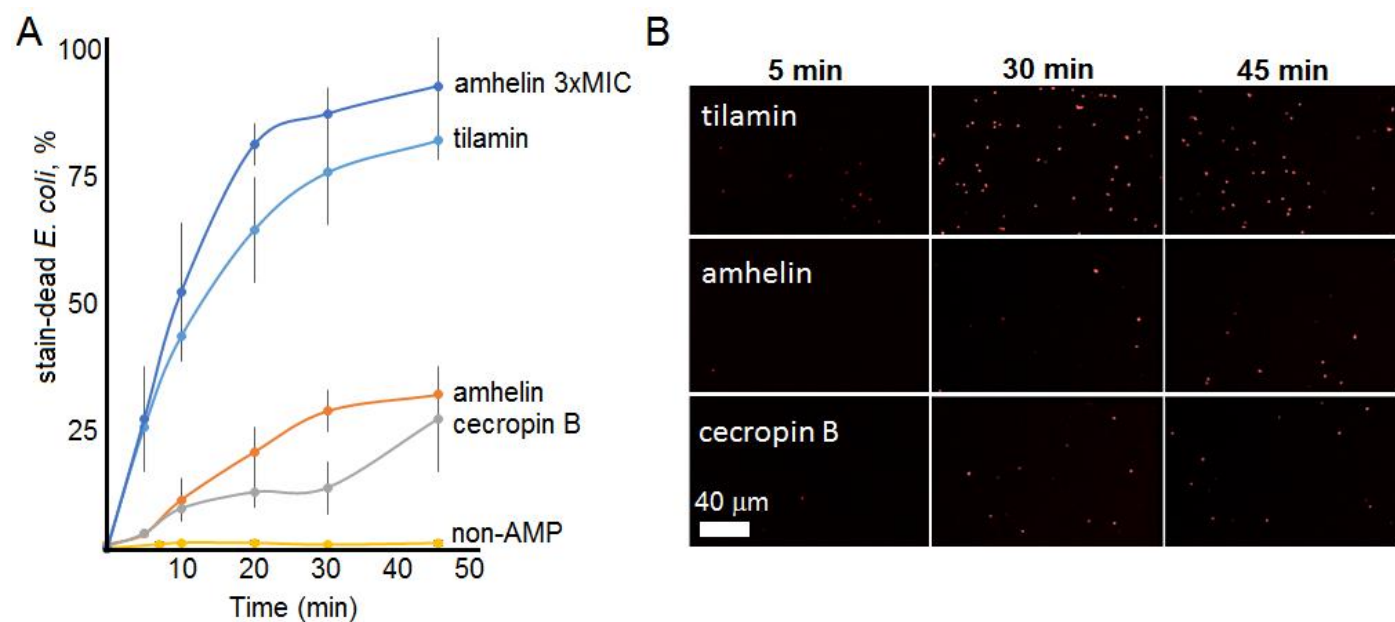 A
stain-dead E. coli, %
100
75
50
25
amhelin 3xMIC
tilamin
amhelin
cecropin B
non-AMP
10 20 30 40 50
Time (min)
B
5 min 30 min 45 min
tilamin
amhelin
cecropin B
40 μm